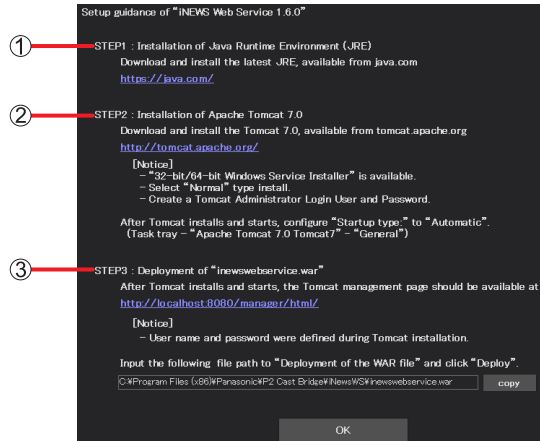 Setup guidance of "iNEWS Web Service 1.6.0"
① STEP1 : Installation of Java Runtime Environment (JRE)
Download and install the latest JRE, available from java.com
https://java.com/
② STEP2 : Installation of Apache Tomcat 7.0
Download and install the Tomcat 7.0, available from tomcat.apache.org
http://tomcat.apache.org/
[Notice]
- "32-bit/64-bit Windows Service Installer" is available.
- Select "Normal" type install.
- Create a Tomcat Administrator Login User and Password.
After Tomcat installs and starts, configure "Startup type:" to "Automatic".
(Task tray - "Apache Tomcat 7.0 Tomcat7" - "General")
③ STEP3 : Deployment of "inewswebservice.war"
After Tomcat installs and starts, the Tomcat management page should be available at
http://localhost:8080/manager/html/
[Notice]
- User name and password were defined during Tomcat installation.
Input the following file path to "Deployment of the WAR file" and click "Deploy".
C:¥Program Files (x86)¥Panasonic¥P2 Cast Bridge¥iNewsWS¥inewswebservice.war copy
OK